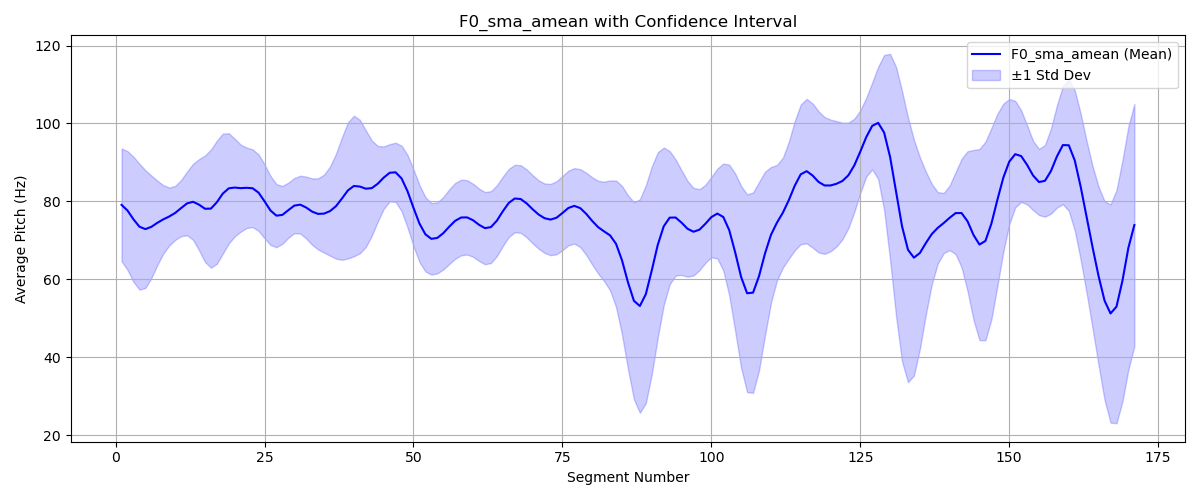 F0_sma_amean with Confidence Interval
F0_sma_amean (Mean)
±1 Std Dev
Average Pitch (Hz)
120
100
80
60
40
20
0 25 50 75 100 125 150 175
Segment Number